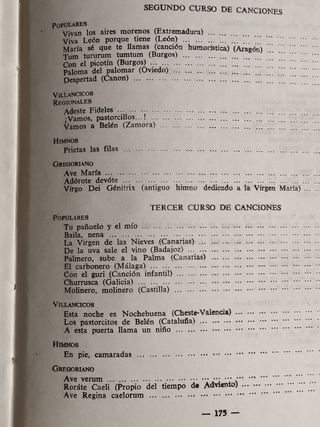 SEGUNDO CURSO DE CANCIONES
POPULARES
Vivan los aires morenos (Extremadura)
Viva León porque tiene (León)
María sé que te llamas (canción humorística) (Aragón)
Tum tururum tumtum (Burgos)
Con el picotín (Burgos)
Paloma del palomar (Oviedo)
Despertad (Canon)
VILLANCICOS
REGIONALES
Adeste Fideles
¡Vamos, pastorcillos...!
Vamos a Belén (Zamora)
HIMNOS
Prietas las filas
GREGORIANO
Ave María
Adórote devóte
Virgo Dei Génitrix (antiguo himno dedicado a la Virgen María)
TERCER CURSO DE CANCIONES
POPULARES
Tu pañuelo y el mío
Baila, nena
La Virgen de las Nieves (Canarias)
De la uva sale el vino (Badajoz)
Palmero, sube a la Palma (Canarias)
El carbonero (Málaga)
Con el guri (Canción infantil)
Churrusca (Galicia)
Molinero, molinero (Castilla)
VILLANCICOS
Esta noche es Nochebuena (Cheste-Valencia)
Los pastorcitos de Belén (Cataluña)
A esta puerta llama un niño
HIMNOS
En pie, camaradas
GREGORIANO
Ave verum
Roráte Caeli (Propio del tiempo de Adviento)
Ave Regina caelorum
— 175 —